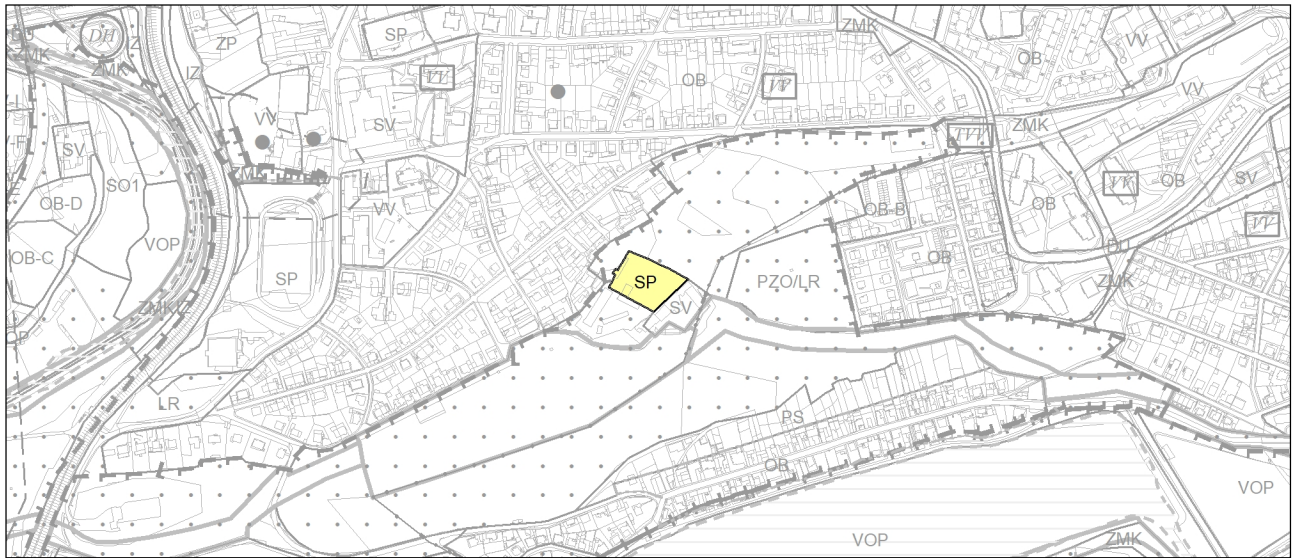 DH
ZMK
ZMK
IZ
ZP
SP
VV
OB
VV
ZMK
OB
VV
VV
SV
SV
SO1
OB-D
VOP
OB-C
ZMK
VV
SP
TVV
ZMK
OB
VV
OB
SV
VV
OB-B
OB
SP
SV
PZO/LR
DU
ZMK
ZMK/IZ
LR
PS
OB
VOP
VOP
ZMK